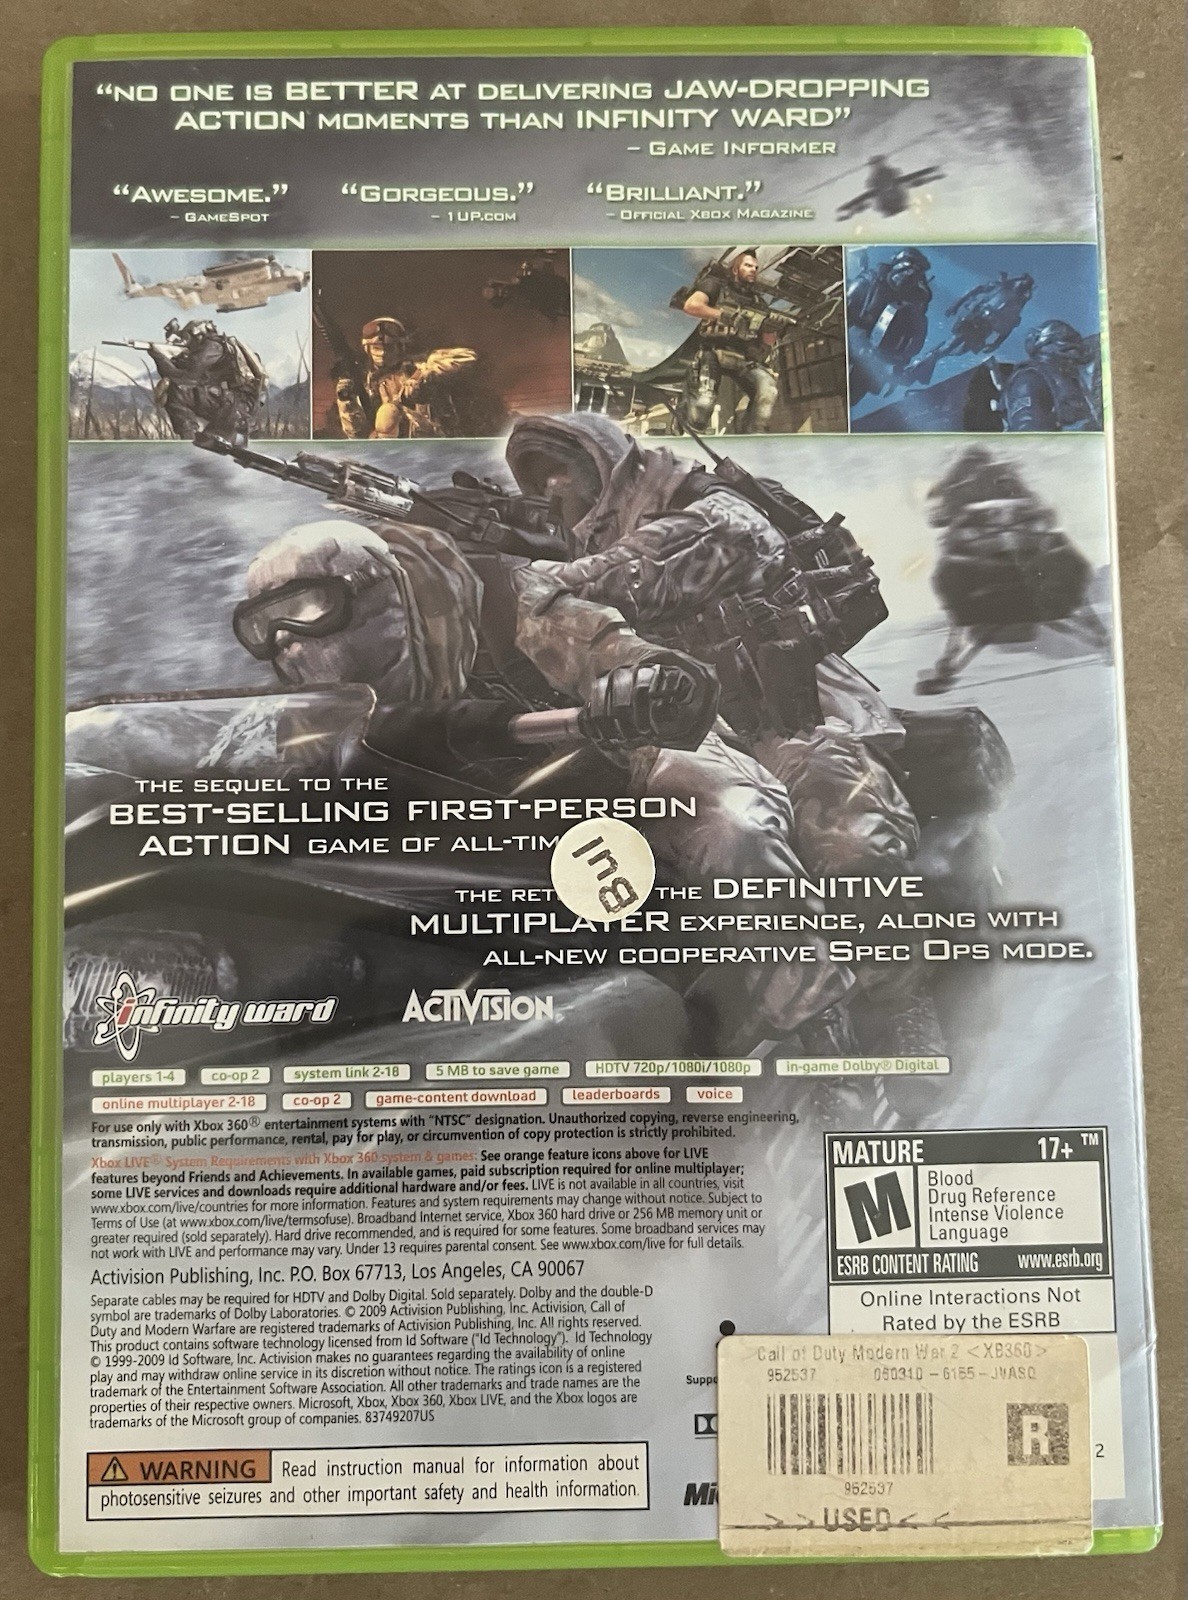 “NO ONE IS BETTER AT DELIVERING JAW-DROPPING
ACTION MOMENTS THAN INFINITY WARD”
– GAME INFORMER
“AWESOME.” “GORGEOUS.” “BRILLIANT.”
– GAMESPOT – 1UP.COM – OFFICIAL XBOX MAGAZINE
THE SEQUEL TO THE
BEST-SELLING FIRST-PERSON
ACTION GAME OF ALL-TIM
Bul
THE RET THE DEFINITIVE
MULTIPLAYER EXPERIENCE, ALONG WITH
ALL-NEW COOPERATIVE SPEC OPS MODE.
infinity ward ACTIVISION
players 1-4 co-op 2 system link 2-18 5 MB to save game HDTV 720p/1080i/1080p in-game Dolby® Digital
online multiplayer 2-18 co-op 2 game-content download leaderboards voice
For use only with Xbox 360® entertainment systems with "NTSC" designation. Unauthorized copying, reverse engineering,
transmission, public performance, rental, pay for play, or circumvention of copy protection is strictly prohibited.
Xbox LIVE® System Requirements with Xbox 360 system & games: See orange feature icons above for LIVE
features beyond Friends and Achievements. In available games, paid subscription required for online multiplayer;
some LIVE services and downloads require additional hardware and/or fees. LIVE is not available in all countries, visit
www.xbox.com/live/countries for more information. Features and system requirements may change without notice. Subject to
Terms of Use (at www.xbox.com/live/termsofuse). Broadband Internet service, Xbox 360 hard drive or 256 MB memory unit or
greater required (sold separately). Hard drive recommended, and is required for some features. Some broadband services may
not work with LIVE and performance may vary. Under 13 requires parental consent. See www.xbox.com/live for full details.
Activision Publishing, Inc. P.O. Box 67713, Los Angeles, CA 90067
Separate cables may be required for HDTV and Dolby Digital. Sold separately. Dolby and the double-D
symbol are trademarks of Dolby Laboratories. © 2009 Activision Publishing, Inc. Activision, Call of
Duty and Modern Warfare are registered trademarks of Activision Publishing, Inc. All rights reserved.
This product contains software technology licensed from Id Software ("Id Technology"). Id Technology
© 1999-2009 Id Software, Inc. Activision makes no guarantees regarding the availability of online
play and may withdraw online service in its discretion without notice. The ratings icon is a registered
trademark of the Entertainment Software Association. All other trademarks and trade names are the
properties of their respective owners. Microsoft, Xbox, Xbox 360, Xbox LIVE, and the Xbox logos are
trademarks of the Microsoft group of companies. 83749207US
WARNING Read instruction manual for information about
photosensitive seizures and other important safety and health information.
MATURE 17+ ™
M
Blood
Drug Reference
Intense Violence
Language
ESRB CONTENT RATING www.esrb.org
Online Interactions Not
Rated by the ESRB
Supp
Mi
2
Call of Duty Modern War 2 <XB360>
952537 060310 - 6155 - JVASQ
R
952537
> > USED < <